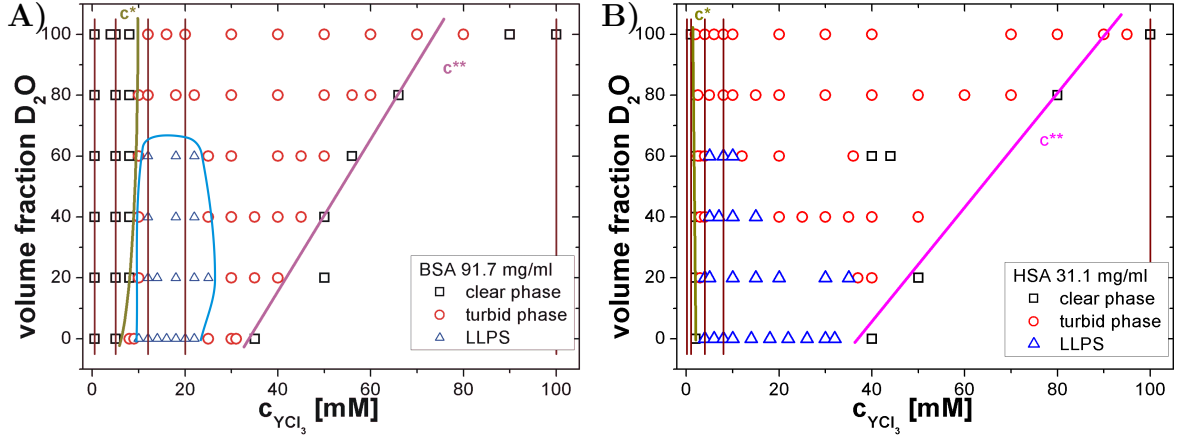 A)
c*
c**
volume fraction D₂O
100
80
60
40
20
0
BSA 91.7 mg/ml
clear phase
turbid phase
LLPS
0 20 40 60 80 100
c_YCl₃ [mM]
B)
c*
c**
volume fraction D₂O
100
80
60
40
20
0
HSA 31.1 mg/ml
clear phase
turbid phase
LLPS
0 20 40 60 80 100
c_YCl₃ [mM]